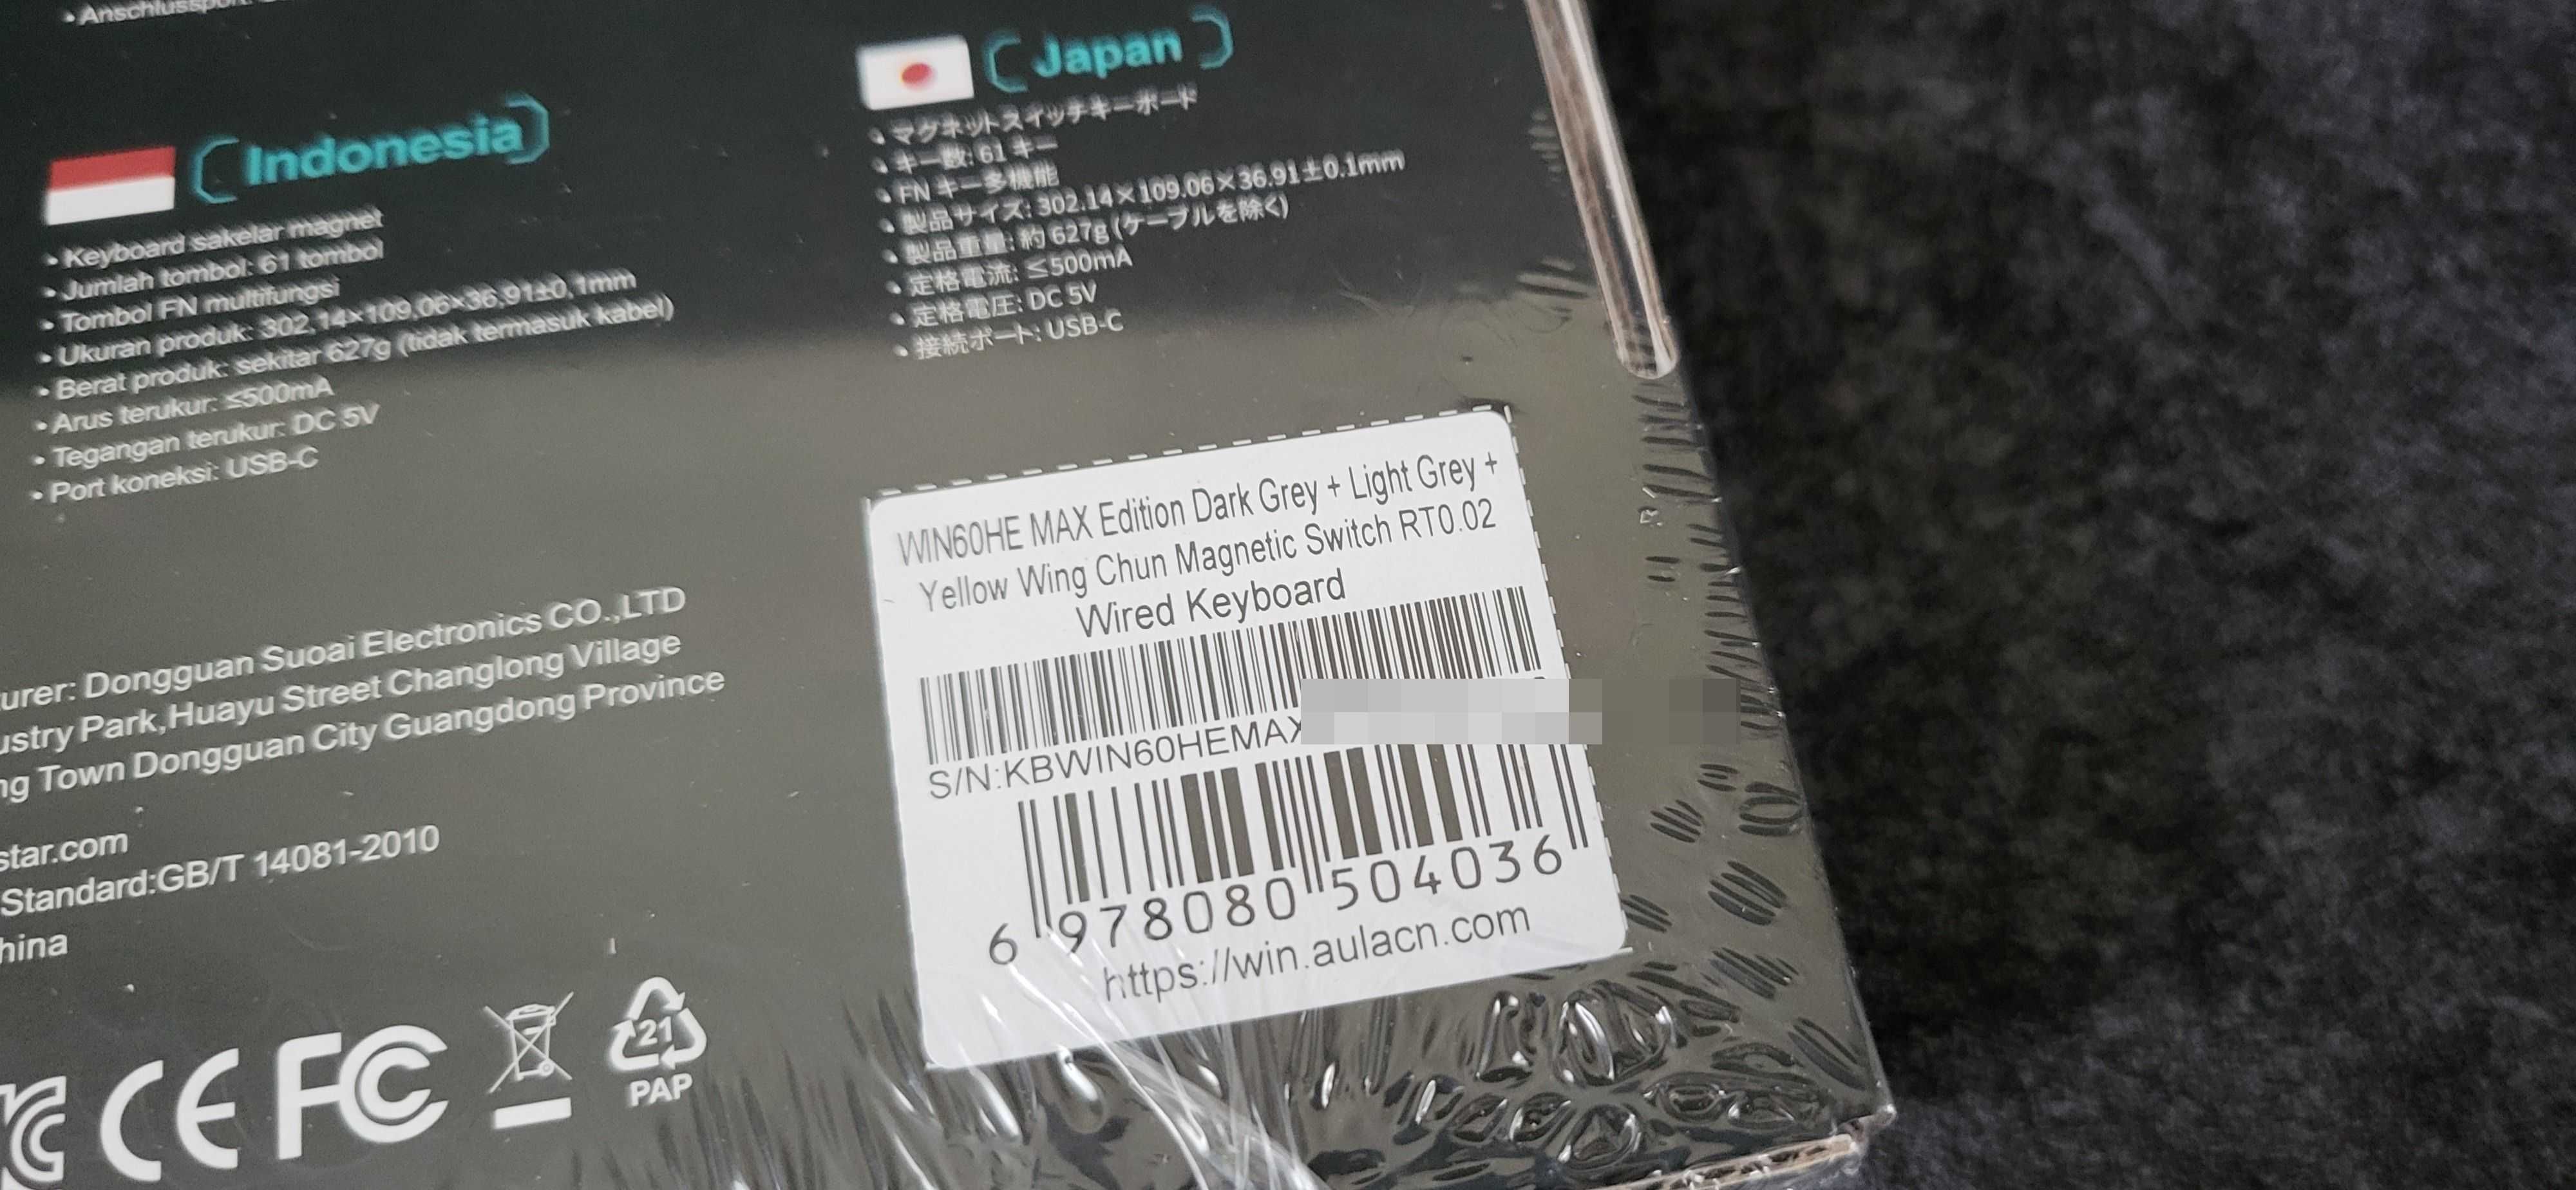 Indonesia
• Keyboard sakelar magnet
• Jumlah tombol: 61 tombol
• Tombol FN multifungsi
• Ukuran produk: 302,14×109,06×36,91±0,1mm
• Berat produk: sekitar 627g (tidak termasuk kabel)
• Arus terukur: ≤500mA
• Tegangan terukur: DC 5V
• Port koneksi: USB-C
Japan
• マグネットスイッチキーボード
• キー数: 61 キー
• FN キー多機能
• 製品サイズ: 302.14×109.06×36.91±0.1mm
• 製品重量: 約 627g (ケーブルを除く)
• 定格電流: ≤500mA
• 定格電圧: DC 5V
• 接続ポート: USB-C
Dongguan Suoai Electronics CO.,LTD
Park,Huayu Street Changlong Village
Town Dongguan City Guangdong Province
star.com
Standard:GB/T 14081-2010
CE FC
21
PAP
WIN60HE MAX Edition Dark Grey + Light Grey +
Yellow Wing Chun Magnetic Switch RT0.02
Wired Keyboard
S/N:KBWIN60HEMAX
6 978080 504036
https://win.aulacn.com